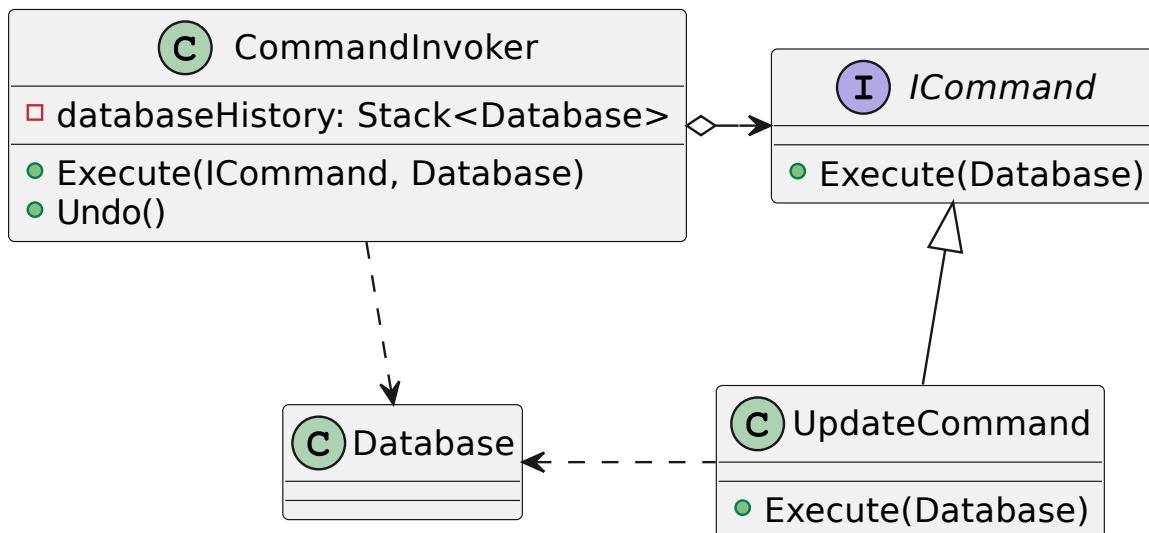 C CommandInvoker
databaseHistory: Stack<Database>
Execute(ICommand, Database)
Undo()
I ICommand
Execute(Database)
C Database
C UpdateCommand
Execute(Database)